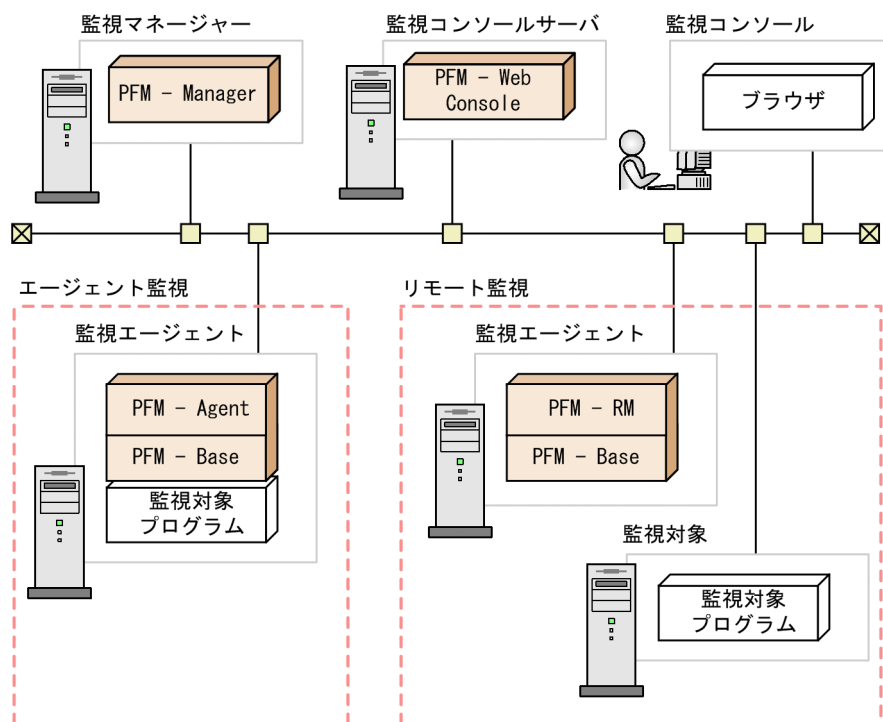 監視マネージャー
PFM - Manager
監視コンソールサーバ
PFM - Web
Console
監視コンソール
ブラウザ
エージェント監視
監視エージェント
PFM - Agent
PFM - Base
監視対象
プログラム
リモート監視
監視エージェント
PFM - RM
PFM - Base
監視対象
監視対象
プログラム